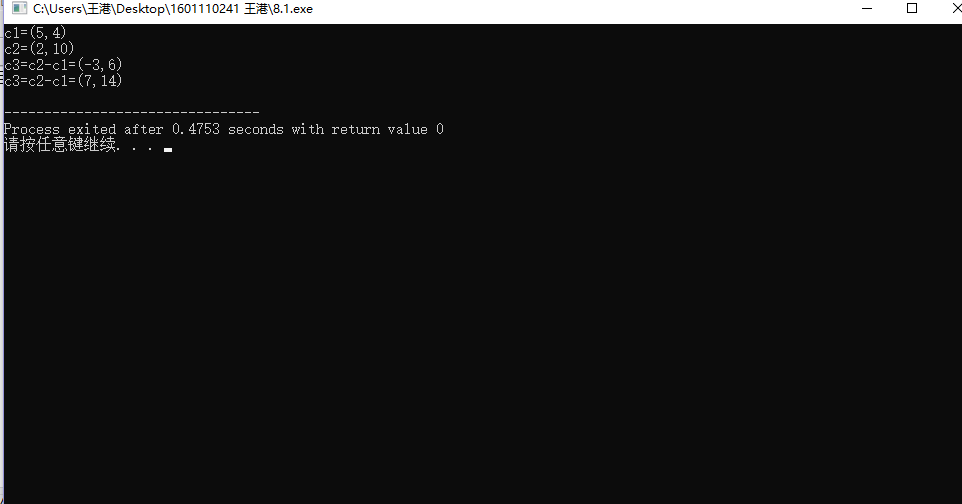 C:\Users\王港\Desktop\1601110241 王港\8.1.exe
c1=(5,4)
c2=(2,10)
c3=c2-c1=(-3,6)
c3=c2-c1=(7,14)
--------------------------------
Process exited after 0.4753 seconds with return value 0
请按任意键继续. . .